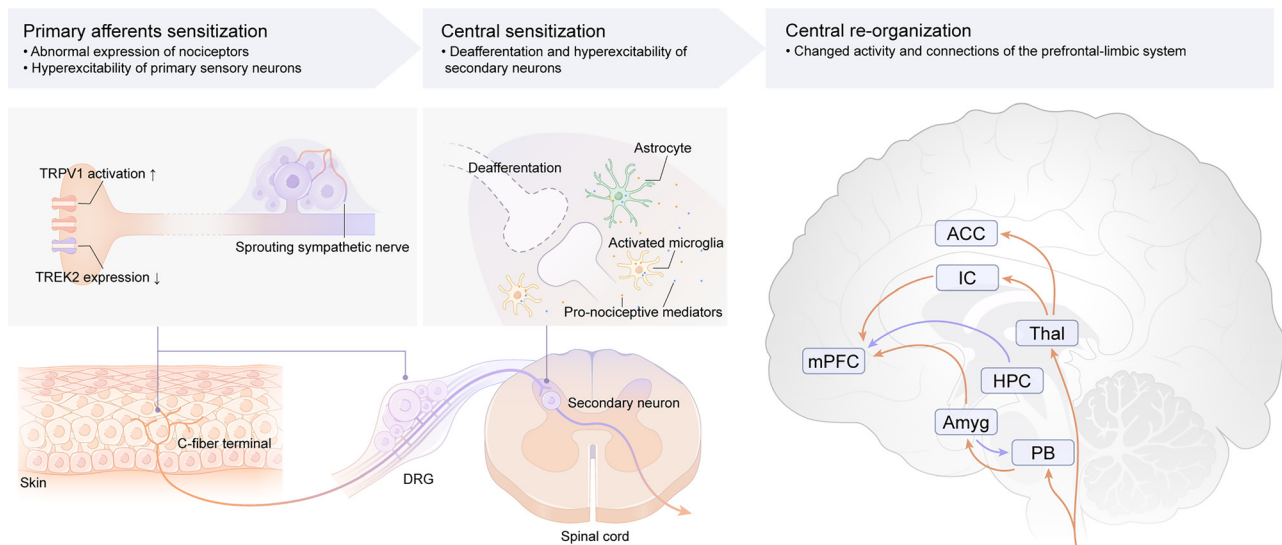 Primary afferents sensitization
• Abnormal expression of nociceptors
• Hyperexcitability of primary sensory neurons
Central sensitization
• Deafferentation and hyperexcitability of
secondary neurons
Central re-organization
• Changed activity and connections of the prefrontal-limbic system
TRPV1 activation ↑
Sprouting sympathetic nerve
TREK2 expression ↓
Deafferentation
Astrocyte
Activated microglia
Pro-nociceptive mediators
C-fiber terminal
Skin
DRG
Secondary neuron
Spinal cord
ACC
IC
Thal
mPFC
HPC
Amyg
PB